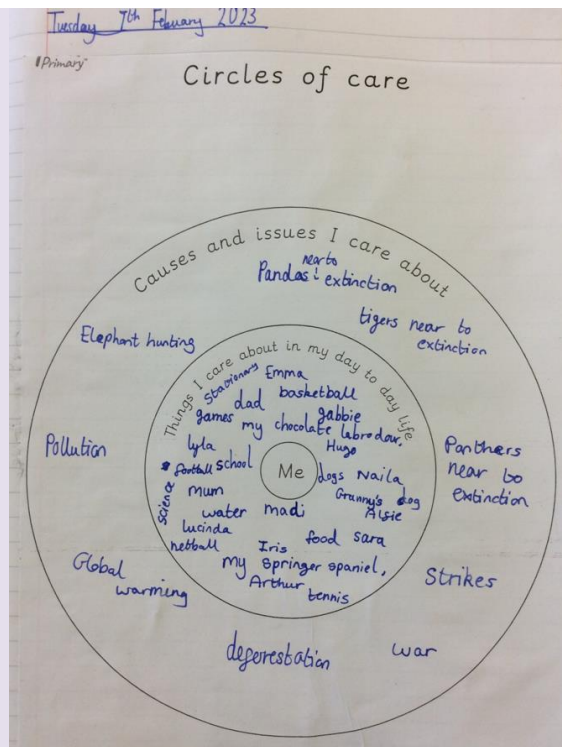 Tuesday 7th Febuary 2023
Primary
Circles of care
Causes and issues I care about
near to
Pandas extinction
tigers near to
extinction
Elephant hunting
Things I care about in my day to day life
Stationary Emma
dad basketball
games gabbie
my chocolate labrodour,
Hugo
lyla
football school
Me
dogs Naila
Science
mum
Granny's dog
Algie
water madi
lucinda
food sara
netball
Iris
my springer spaniel,
Arthur
tennis
Pollution
Panthers
near to
extinction
Global
warming
Strikes
deforestation
war